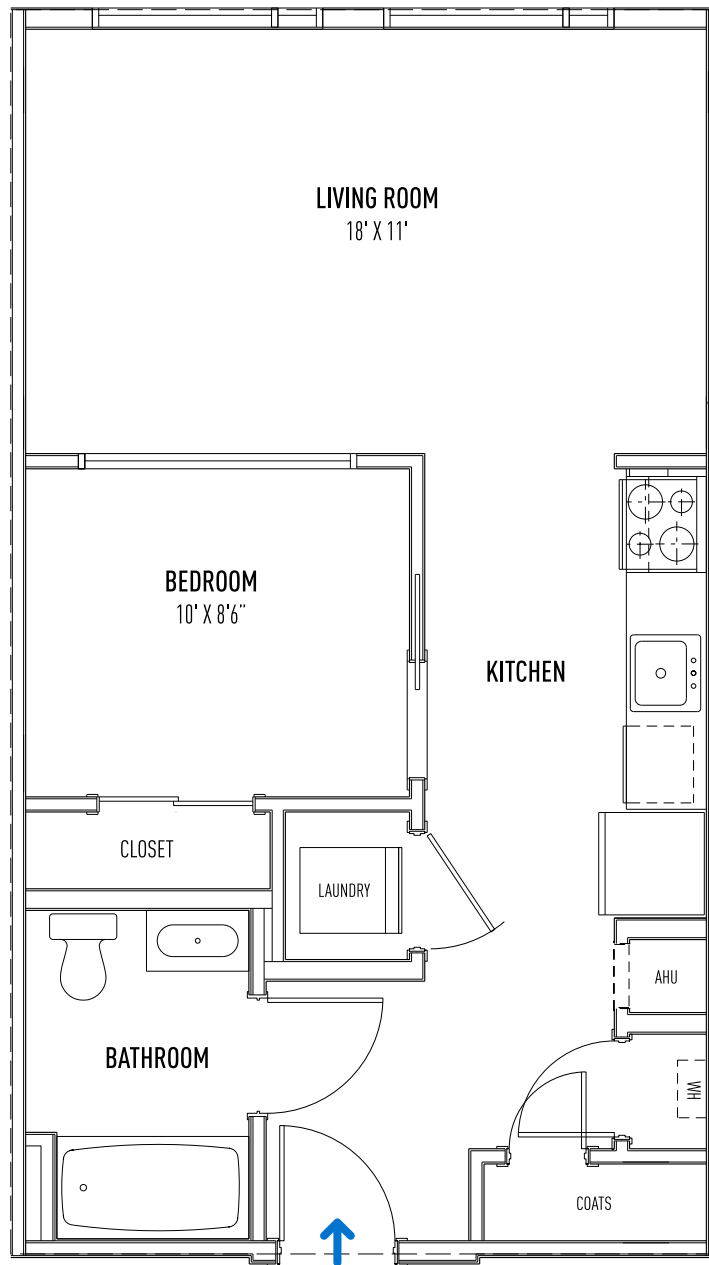 LIVING ROOM
18' X 11'
BEDROOM
10' X 8'6"
KITCHEN
CLOSET
LAUNDRY
AHU
BATHROOM
WH
COATS